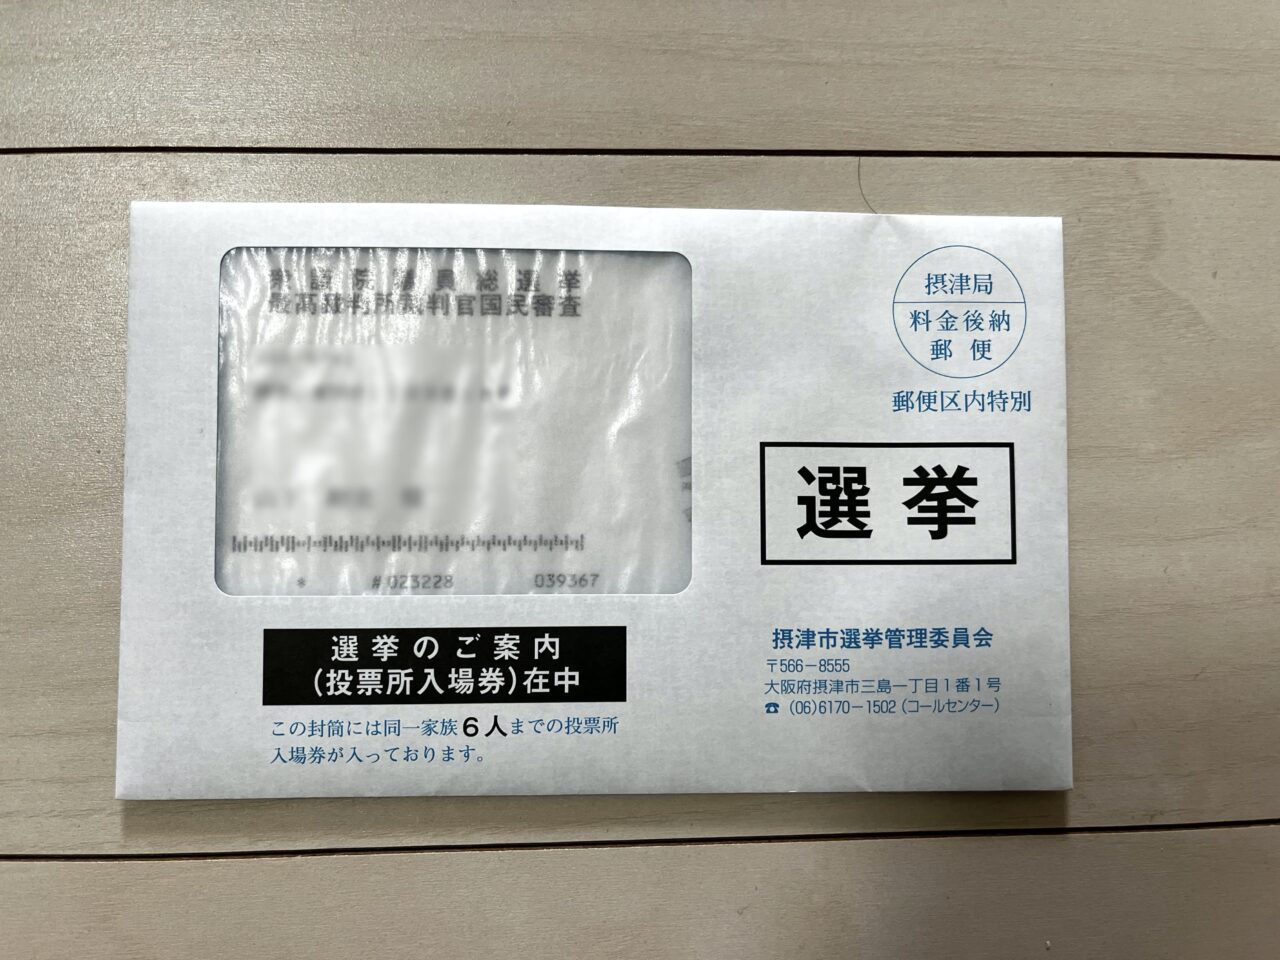 衆議院議員総選挙
最高裁判所裁判官国民審査
* #023228 039367
選挙のご案内
(投票所入場券)在中
この封筒には同一家族6人までの投票所
入場券が入っております。
摂津局
料金後納
郵便
郵便区内特別
選挙
摂津市選挙管理委員会
〒566-8555
大阪府摂津市三島一丁目1番1号
☎ (06)6170-1502(コールセンター)